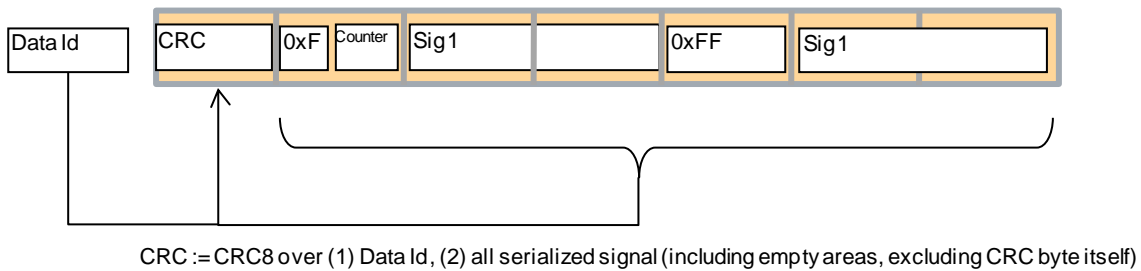 Data Id
CRC
0xF
Counter
Sig1
0xFF
Sig1
CRC := CRC8 over (1) Data Id, (2) all serialized signal (including empty areas, excluding CRC byte itself)